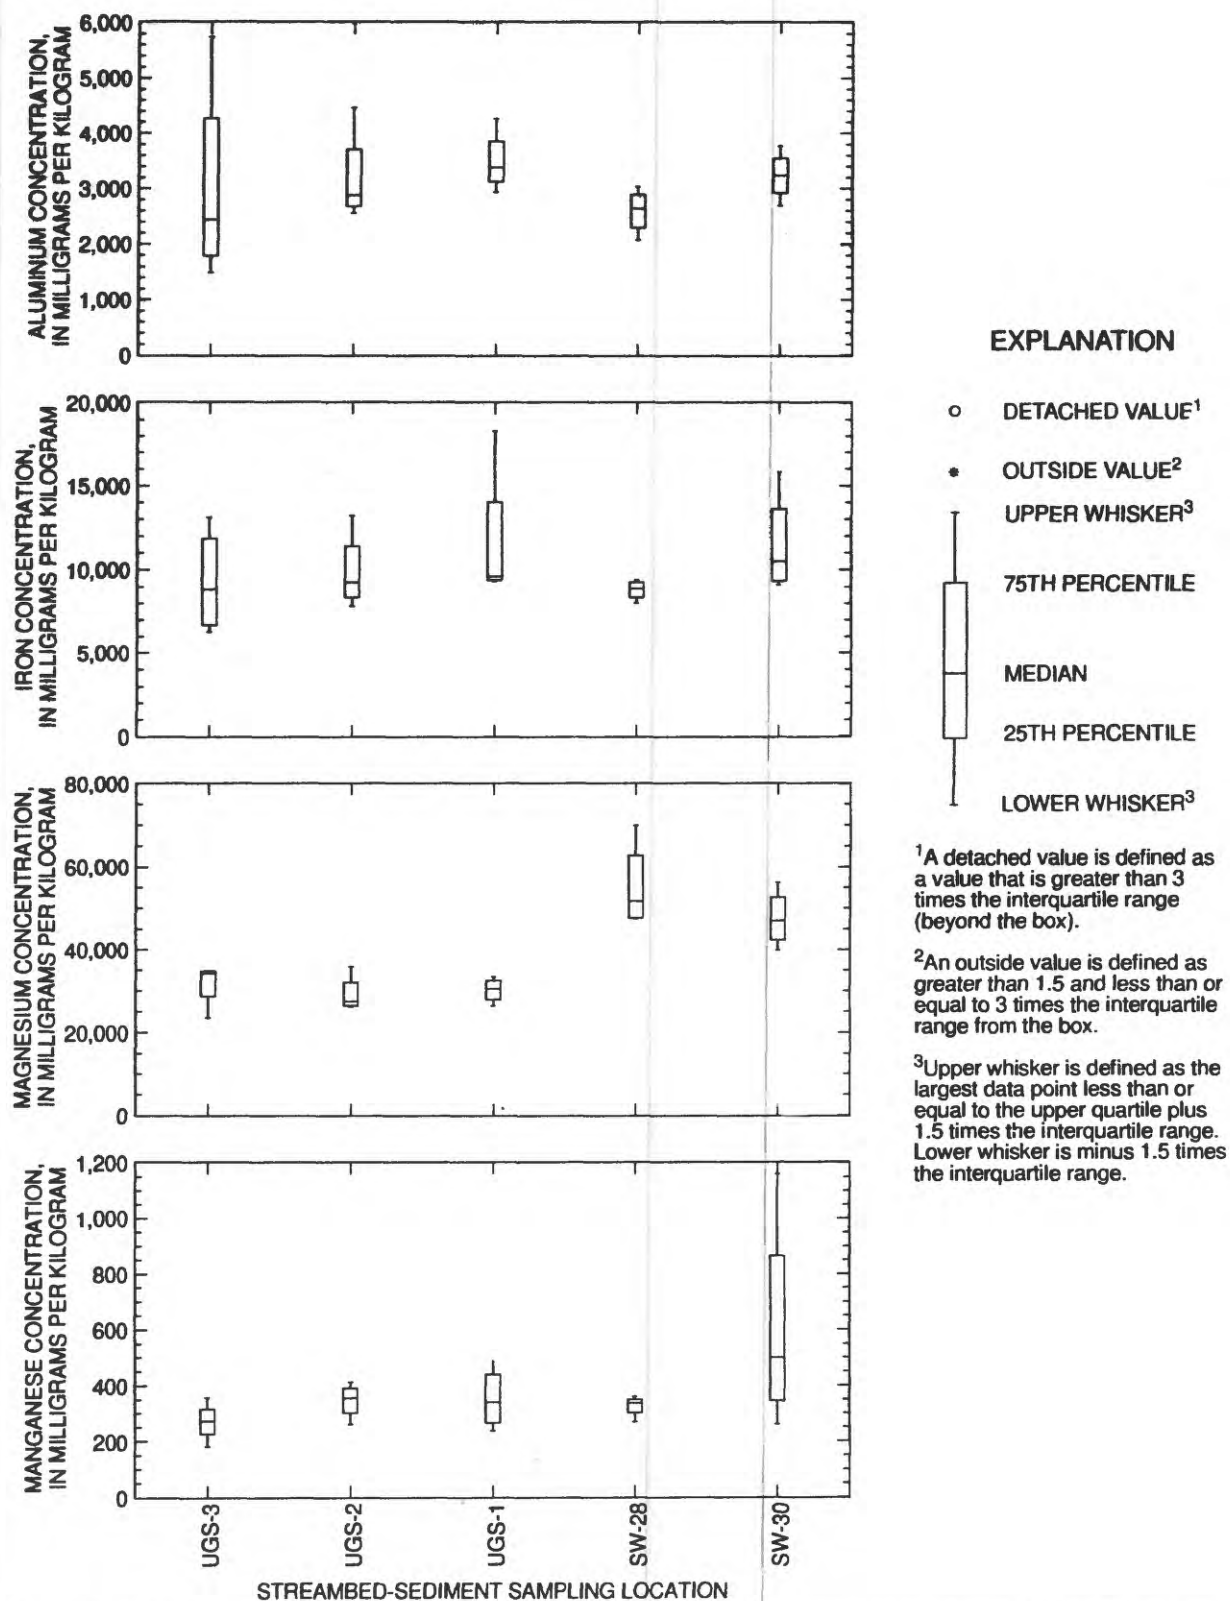 ALUMINUM CONCENTRATION,
IN MILLIGRAMS PER KILOGRAM
6,000
5,000
4,000
3,000
2,000
1,000
0
IRON CONCENTRATION,
IN MILLIGRAMS PER KILOGRAM
20,000
15,000
10,000
5,000
0
MAGNESIUM CONCENTRATION,
IN MILLIGRAMS PER KILOGRAM
80,000
60,000
40,000
20,000
0
MANGANESE CONCENTRATION,
IN MILLIGRAMS PER KILOGRAM
1,200
1,000
800
600
400
200
0
UGS-3
UGS-2
UGS-1
SW-28
SW-30
STREAMBED-SEDIMENT SAMPLING LOCATION
EXPLANATION
DETACHED VALUE¹
OUTSIDE VALUE²
UPPER WHISKER³
75TH PERCENTILE
MEDIAN
25TH PERCENTILE
LOWER WHISKER³
¹A detached value is defined as
a value that is greater than 3
times the interquartile range
(beyond the box).
²An outside value is defined as
greater than 1.5 and less than or
equal to 3 times the interquartile
range from the box.
³Upper whisker is defined as the
largest data point less than or
equal to the upper quartile plus
1.5 times the interquartile range.
Lower whisker is minus 1.5 times
the interquartile range.